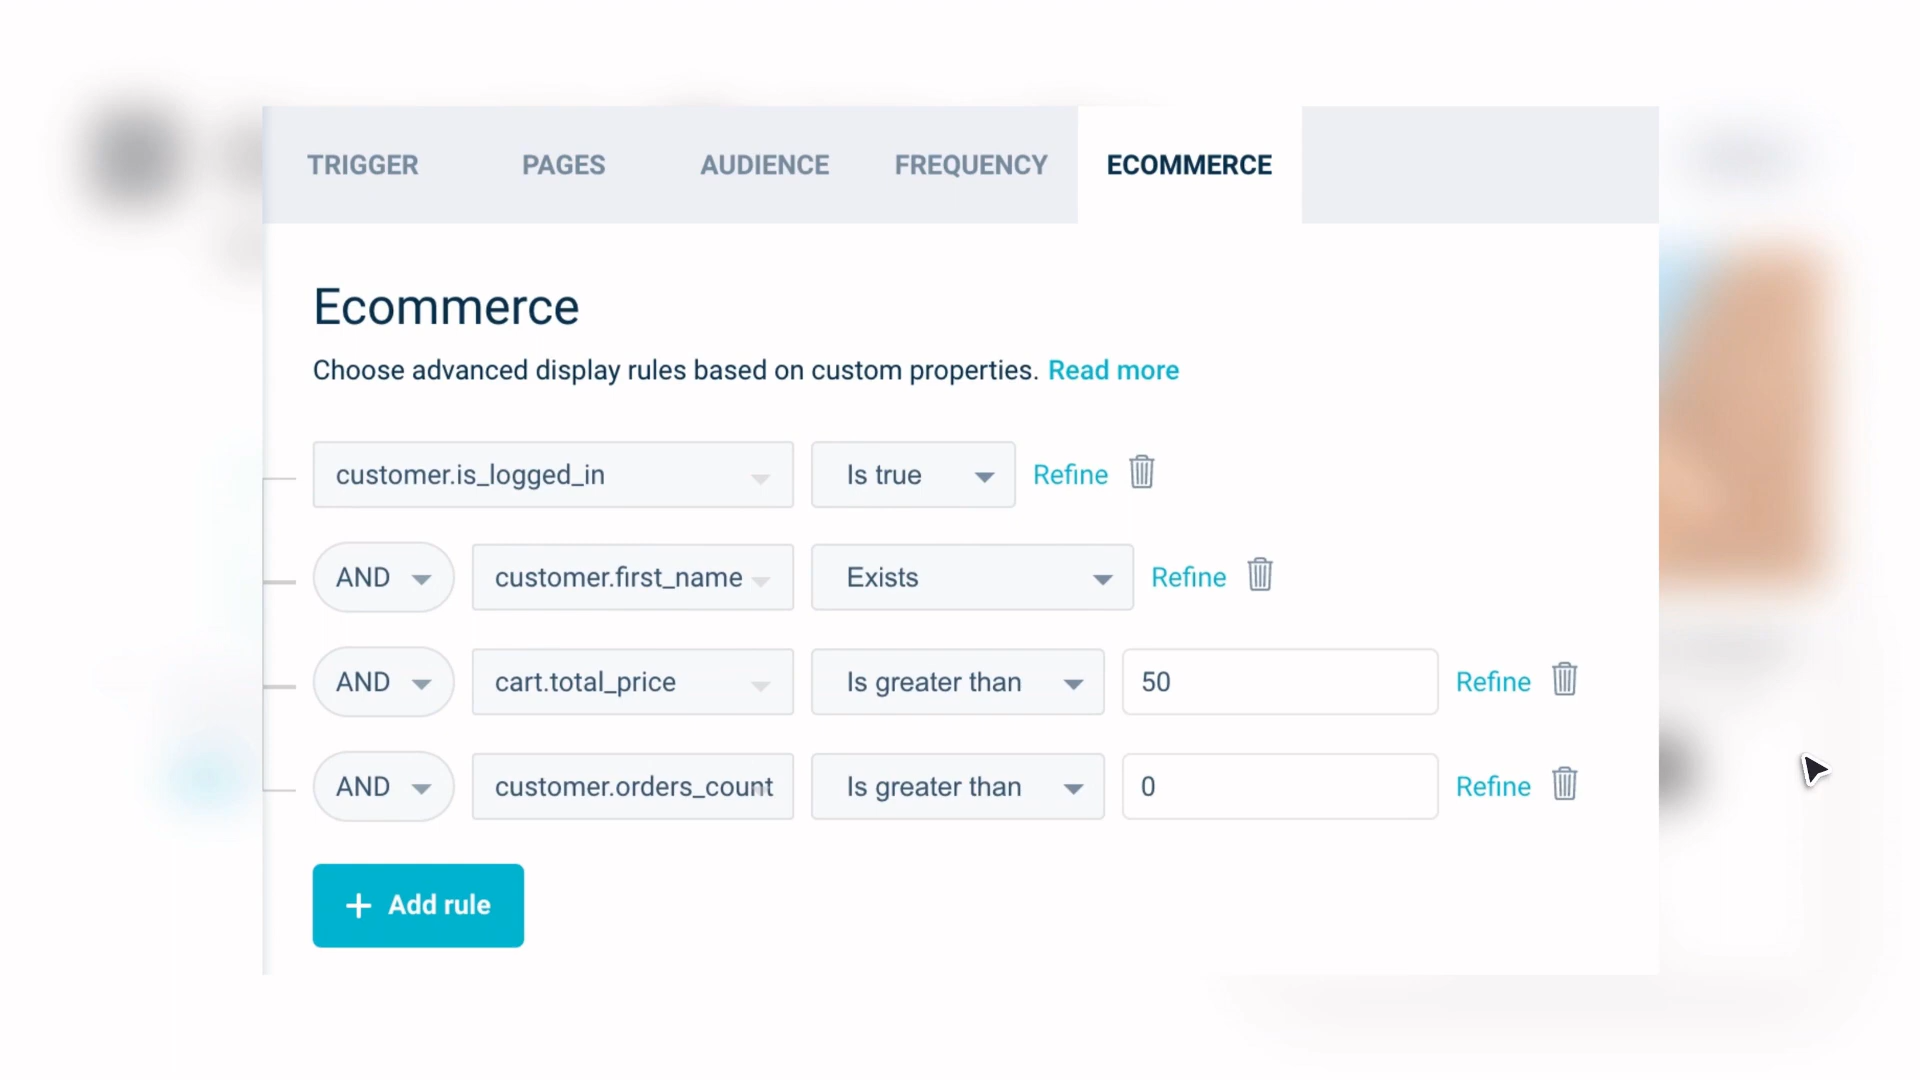 TRIGGER PAGES AUDIENCE FREQUENCY ECOMMERCE
Ecommerce
Choose advanced display rules based on custom properties. Read more
customer.is_logged_in Is true Refine
AND customer.first_name Exists Refine
AND cart.total_price Is greater than 50 Refine
AND customer.orders_count Is greater than 0 Refine
+ Add rule